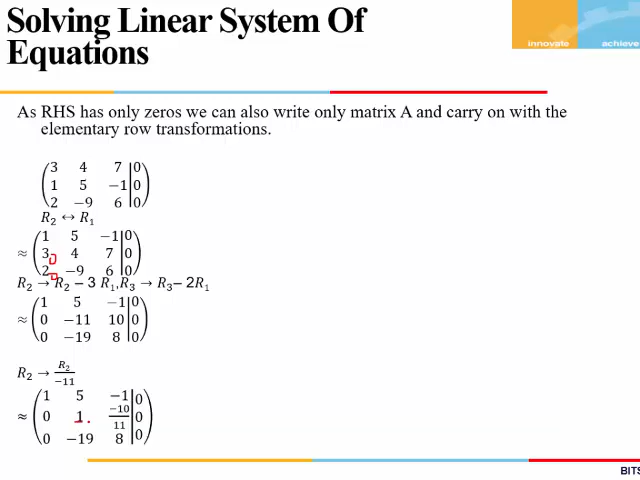 Solving Linear System Of
Equations
innovate achieve
As RHS has only zeros we can also write only matrix A and carry on with the
elementary row transformations.
3 4 7 | 0
1 5 −1 | 0
2 −9 6 | 0
R₂ ↔ R₁
≈ 1 5 −1 | 0
3 4 7 | 0
2 −9 6 | 0
R₂ → R₂ − 3 R₁, R₃ → R₃ − 2R₁
≈ 1 5 −1 | 0
0 −11 10 | 0
0 −19 8 | 0
R₂ → R₂/−11
≈ 1 5 −1 | 0
0 1 −10/11 | 0
0 −19 8 | 0
BITS